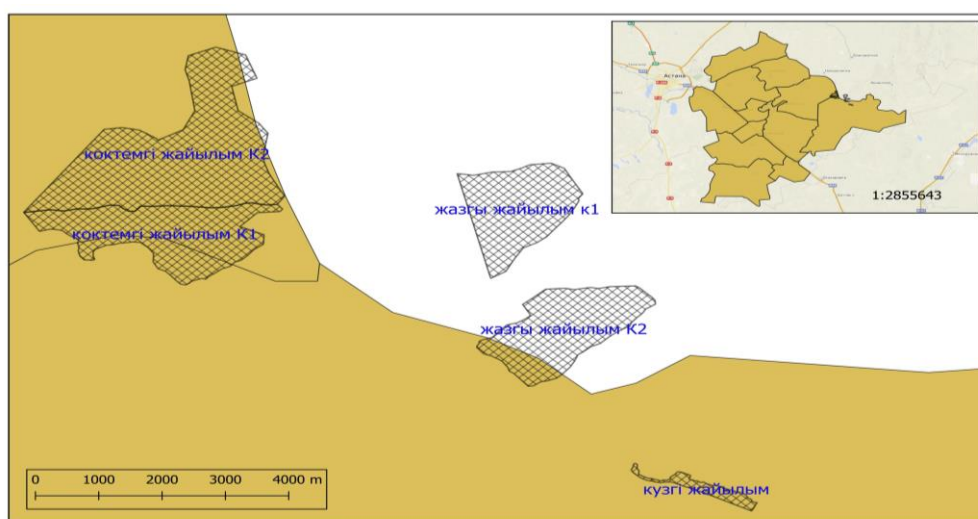 коктемгі жайылым К2
коктемгі жайылым К1
жазгы жайылым к1
жазгы жайылым К2
кузгі жайылым
Астана
1:2855643
0 1000 2000 3000 4000 m